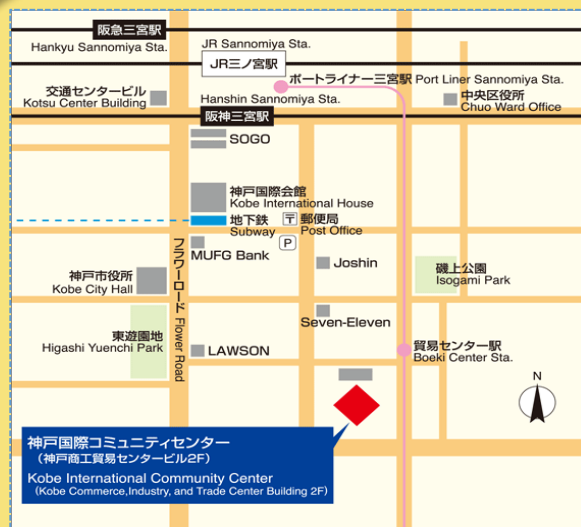 阪急三宮駅
Hankyu Sannomiya Sta.
JR Sannomiya Sta.
JR三ノ宮駅
ポートライナー三宮駅 Port Liner Sannomiya Sta.
交通センタービル
Kotsu Center Building
中央区役所
Chuo Ward Office
Hanshin Sannomiya Sta.
阪神三宮駅
SOGO
神戸国際会館
Kobe International House
地下鉄
Subway
〒 郵便局
Post Office
P
MUFG Bank
フラワーロード Flower Road
Joshin
磯上公園
Isogami Park
神戸市役所
Kobe City Hall
Seven-Eleven
東遊園地
Higashi Yuenchi Park
LAWSON
貿易センター駅
Boeki Center Sta.
N
神戸国際コミュニティセンター
（神戸商工貿易センタービル2F）
Kobe International Community Center
（Kobe Commerce,Industry, and Trade Center Building 2F）